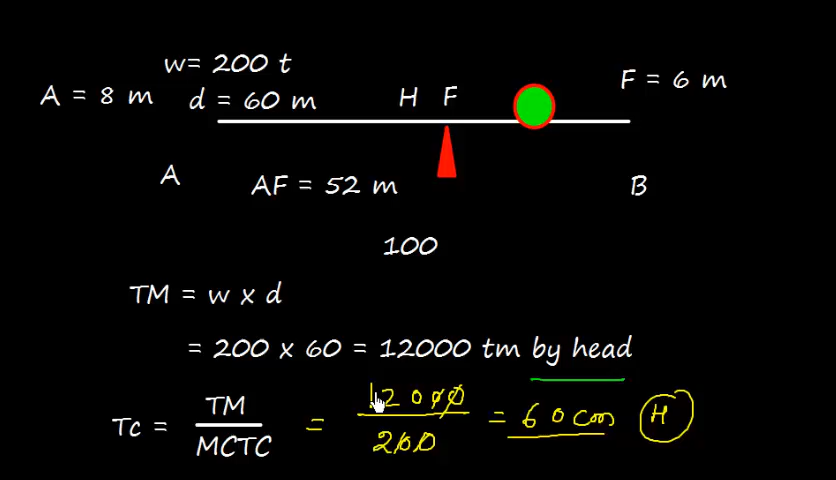 w= 200 t
A = 8 m d = 60 m H F F = 6 m
A AF = 52 m B
100
TM = w x d
= 200 x 60 = 12000 tm by head
Tc = TM / MCTC = 12000 / 200 = 60 cms H